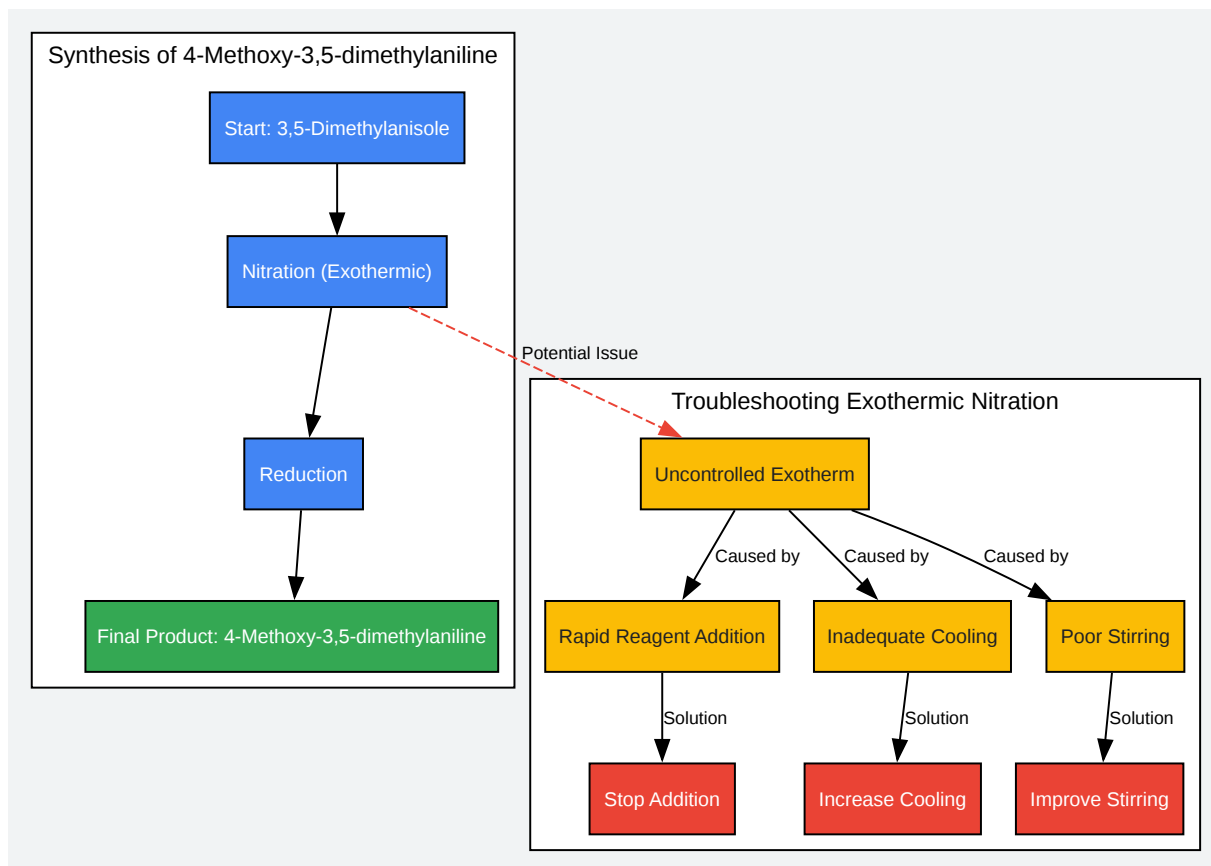 Synthesis of 4-Methoxy-3,5-dimethylaniline
Start: 3,5-Dimethylanisole
Nitration (Exothermic)
Potential Issue
Reduction
Final Product: 4-Methoxy-3,5-dimethylaniline
Troubleshooting Exothermic Nitration
Uncontrolled Exotherm
Caused by
Caused by
Caused by
Rapid Reagent Addition
Inadequate Cooling
Poor Stirring
Solution
Solution
Solution
Stop Addition
Increase Cooling
Improve Stirring